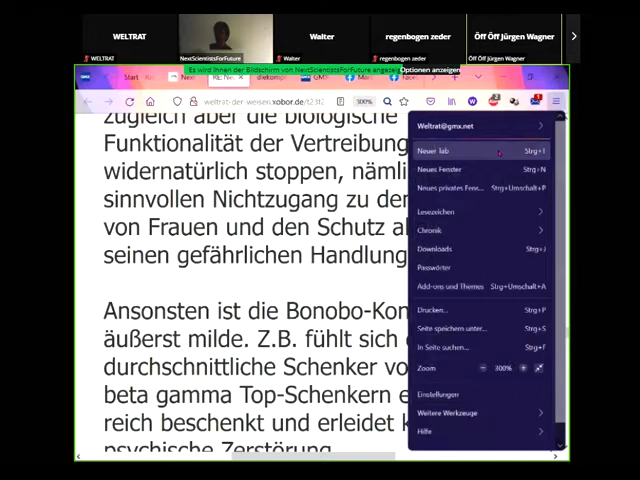 WELTRAT
Walter
regenbogen zeder
Öff Öff Jürgen Wagner
WELTRAT
NextScientistsForFuture
Walter
regenbogen zeder
Öff Öff Jürgen Wagner
Es wird Ihnen der Bildschirm von NextScientistsForFuture angezeigt
Optionen anzeigen
Start
weltrat-der-weisen.xobor.de
300%
zugleich aber die biologische
Funktionalität der Vertreibung
widernatürlich stoppen, nämli
sinnvollen Nichtzugang zu der
von Frauen und den Schutz al
seinen gefährlichen Handlung
Ansonsten ist die Bonobo-Kon
äußerst milde. Z.B. fühlt sich
durchschnittliche Schenker vo
beta gamma Top-Schenkern e
reich beschenkt und erleidet k
psychische Zerstörung
Weltrat@gmx.net
Neuer Tab Strg+T
Neues Fenster Strg+N
Neues privates Fens... Strg+Umschalt+P
Lesezeichen
Chronik
Downloads Strg+J
Passwörter
Add-ons und Themes Strg+Umschalt+A
Drucken... Strg+P
Seite speichern unter... Strg+S
In Seite suchen... Strg+F
Zoom 300%
Einstellungen
Weitere Werkzeuge
Hilfe